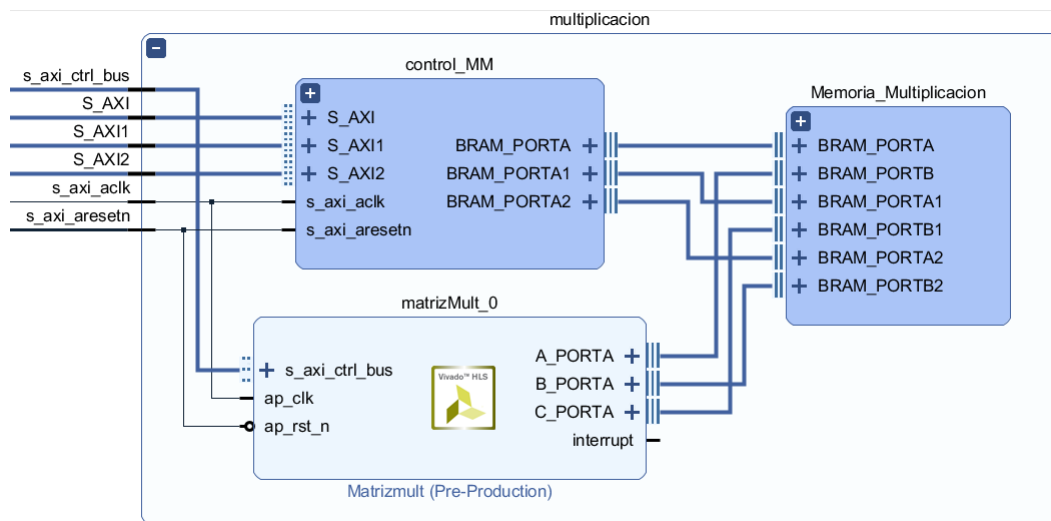 multiplicacion
s_axi_ctrl_bus
S_AXI
S_AXI1
S_AXI2
s_axi_aclk
s_axi_aresetn
control_MM
S_AXI
S_AXI1
S_AXI2
s_axi_aclk
s_axi_aresetn
BRAM_PORTA
BRAM_PORTA1
BRAM_PORTA2
Memoria_Multiplicacion
BRAM_PORTA
BRAM_PORTB
BRAM_PORTA1
BRAM_PORTB1
BRAM_PORTA2
BRAM_PORTB2
matrizMult_0
s_axi_ctrl_bus
ap_clk
ap_rst_n
Vivado™ HLS
A_PORTA
B_PORTA
C_PORTA
interrupt
Matrizmult (Pre-Production)